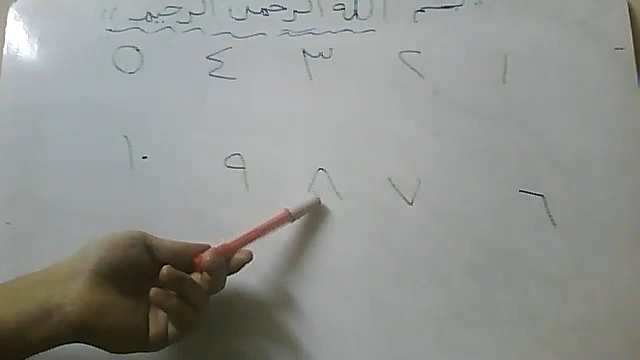 " بسم الله الرحمن الرحيم "
١ ٢ ٣ ٤ ٥
٦ ٧ ٨ ٩ ١٠